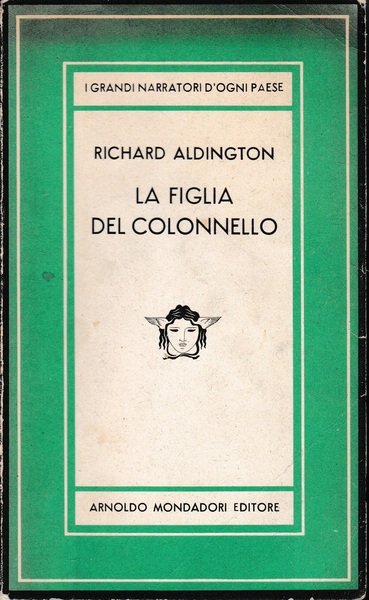 I GRANDI NARRATORI D'OGNI PAESE
RICHARD ALDINGTON
LA FIGLIA
DEL COLONNELLO
ARNOLDO MONDADORI EDITORE